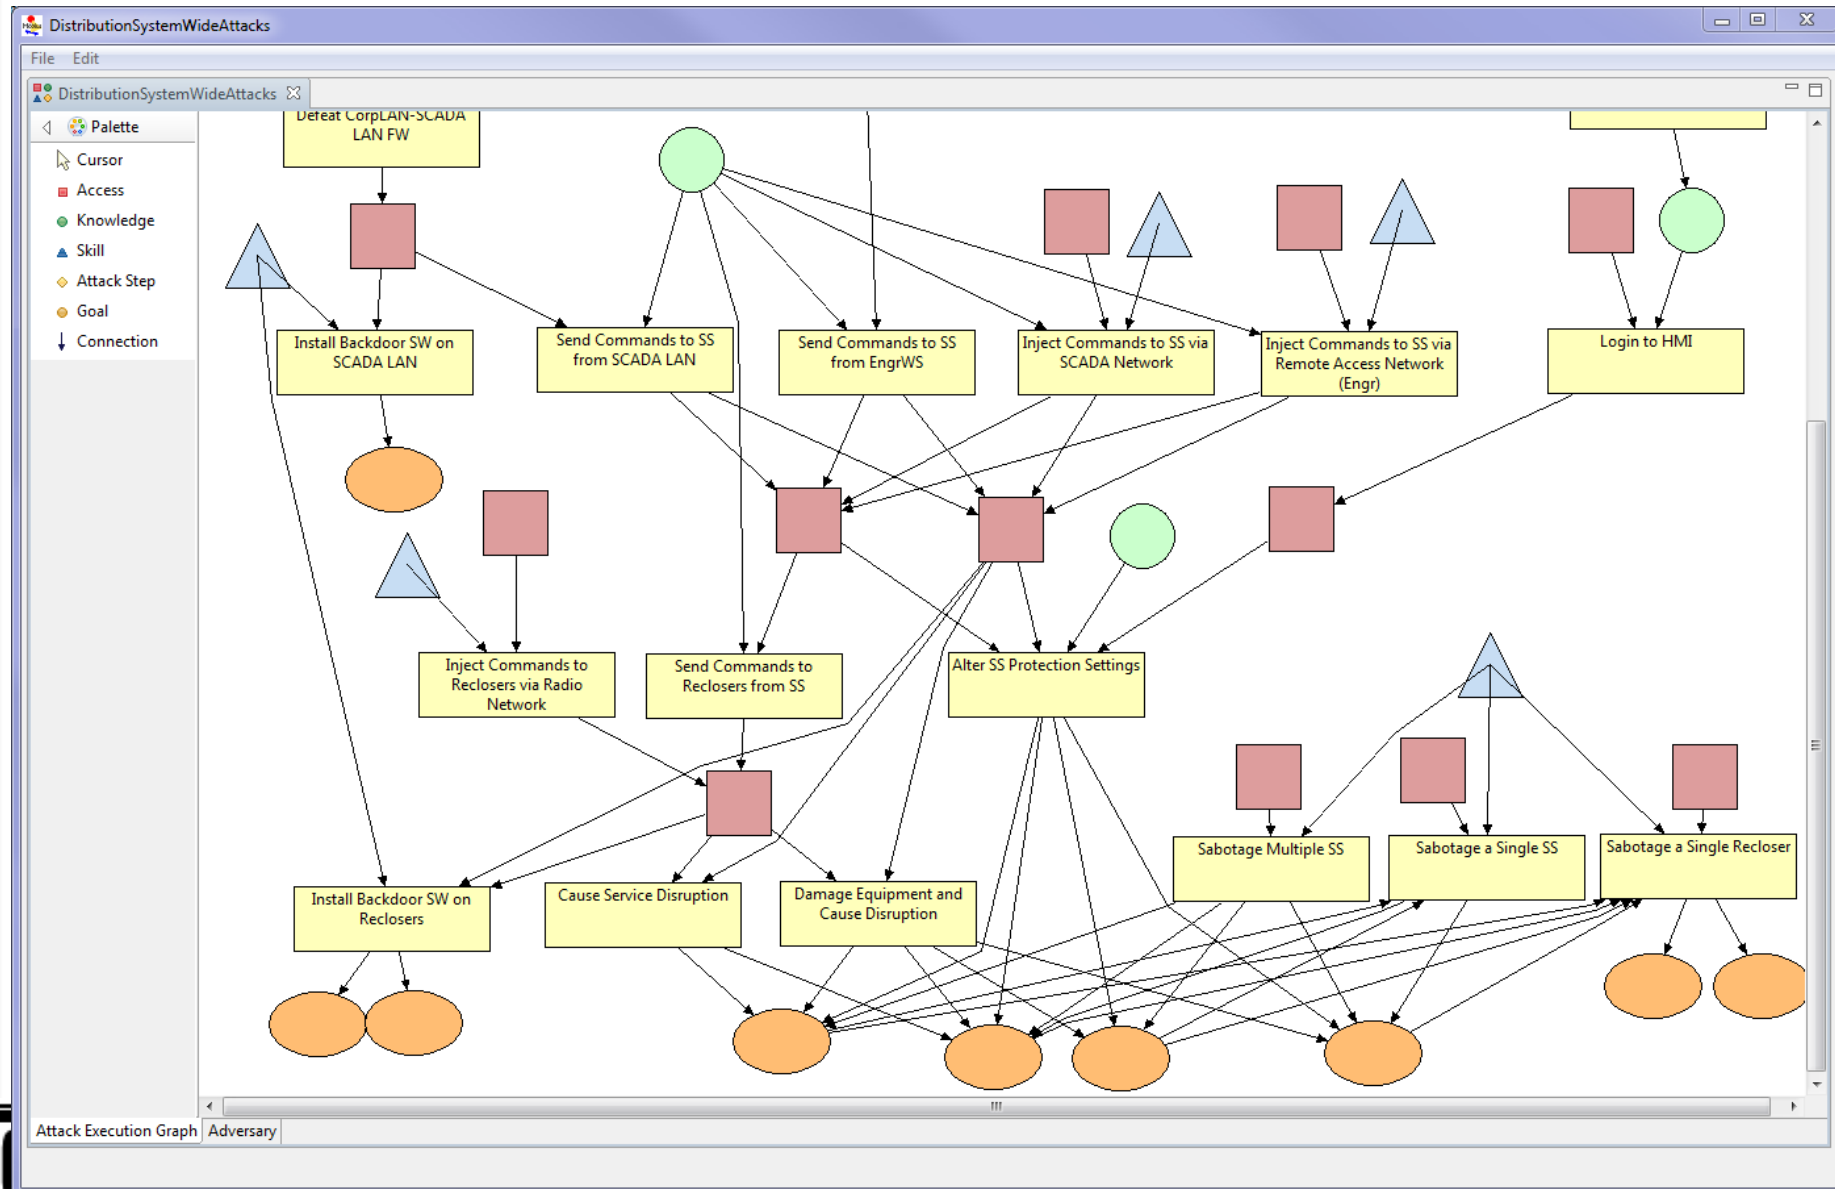 DistributionSystemWideAttacks
File Edit
DistributionSystemWideAttacks
Palette
Cursor
Access
Knowledge
Skill
Attack Step
Goal
Connection
Defeat CorpLAN-SCADA
LAN FW
Install Backdoor SW on
SCADA LAN
Send Commands to SS
from SCADA LAN
Send Commands to SS
from EngrWS
Inject Commands to SS via
SCADA Network
Inject Commands to SS via
Remote Access Network
(Engr)
Login to HMI
Inject Commands to
Reclosers via Radio
Network
Send Commands to
Reclosers from SS
Alter SS Protection Settings
Sabotage Multiple SS
Sabotage a Single SS
Sabotage a Single Recloser
Install Backdoor SW on
Reclosers
Cause Service Disruption
Damage Equipment and
Cause Disruption
Attack Execution Graph Adversary